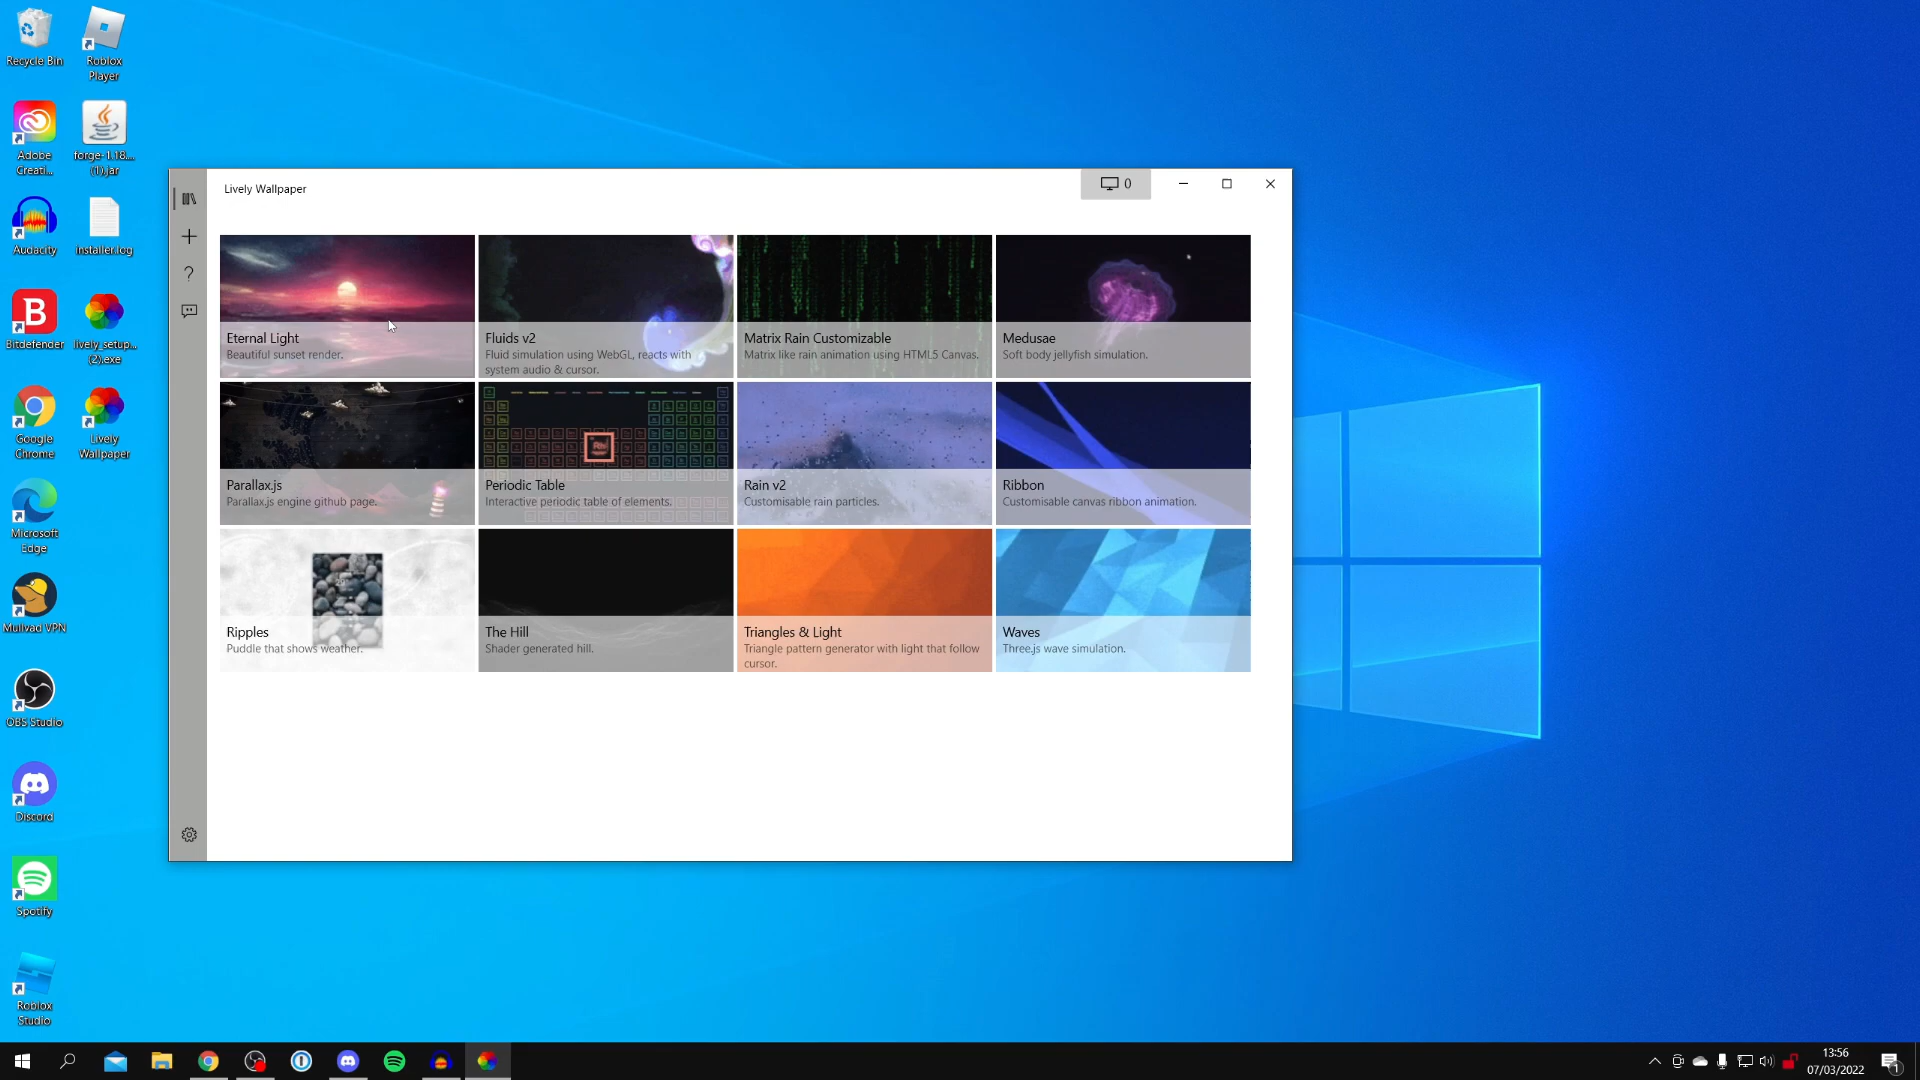 Recycle Bin
Roblox
Player
Adobe
Creati...
forge-1.18....
(1).jar
Audacity
installer.log
Bitdefender
lively_setup...
(2).exe
Google
Chrome
Lively
Wallpaper
Microsoft
Edge
Mullvad VPN
OBS Studio
Discord
Spotify
Roblox
Studio
Lively Wallpaper
0
Eternal Light
Beautiful sunset render.
Fluids v2
Fluid simulation using WebGL, reacts with
system audio & cursor.
Matrix Rain Customizable
Matrix like rain animation using HTML5 Canvas.
Medusae
Soft body jellyfish simulation.
Parallax.js
Parallax.js engine github page.
Periodic Table
Interactive periodic table of elements.
Rain v2
Customisable rain particles.
Ribbon
Customisable canvas ribbon animation.
Ripples
Puddle that shows weather.
The Hill
Shader generated hill.
Triangles & Light
Triangle pattern generator with light that follow
cursor.
Waves
Three.js wave simulation.
13:56
07/03/2022
1